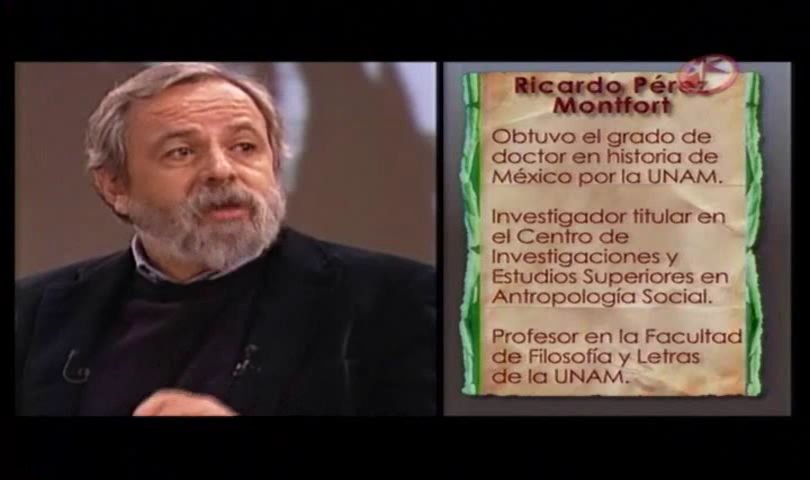 Ricardo Pérez
Montfort
Obtuvo el grado de
doctor en historia de
México por la UNAM.
Investigador titular en
el Centro de
Investigaciones y
Estudios Superiores en
Antropología Social.
Profesor en la Facultad
de Filosofía y Letras
de la UNAM.